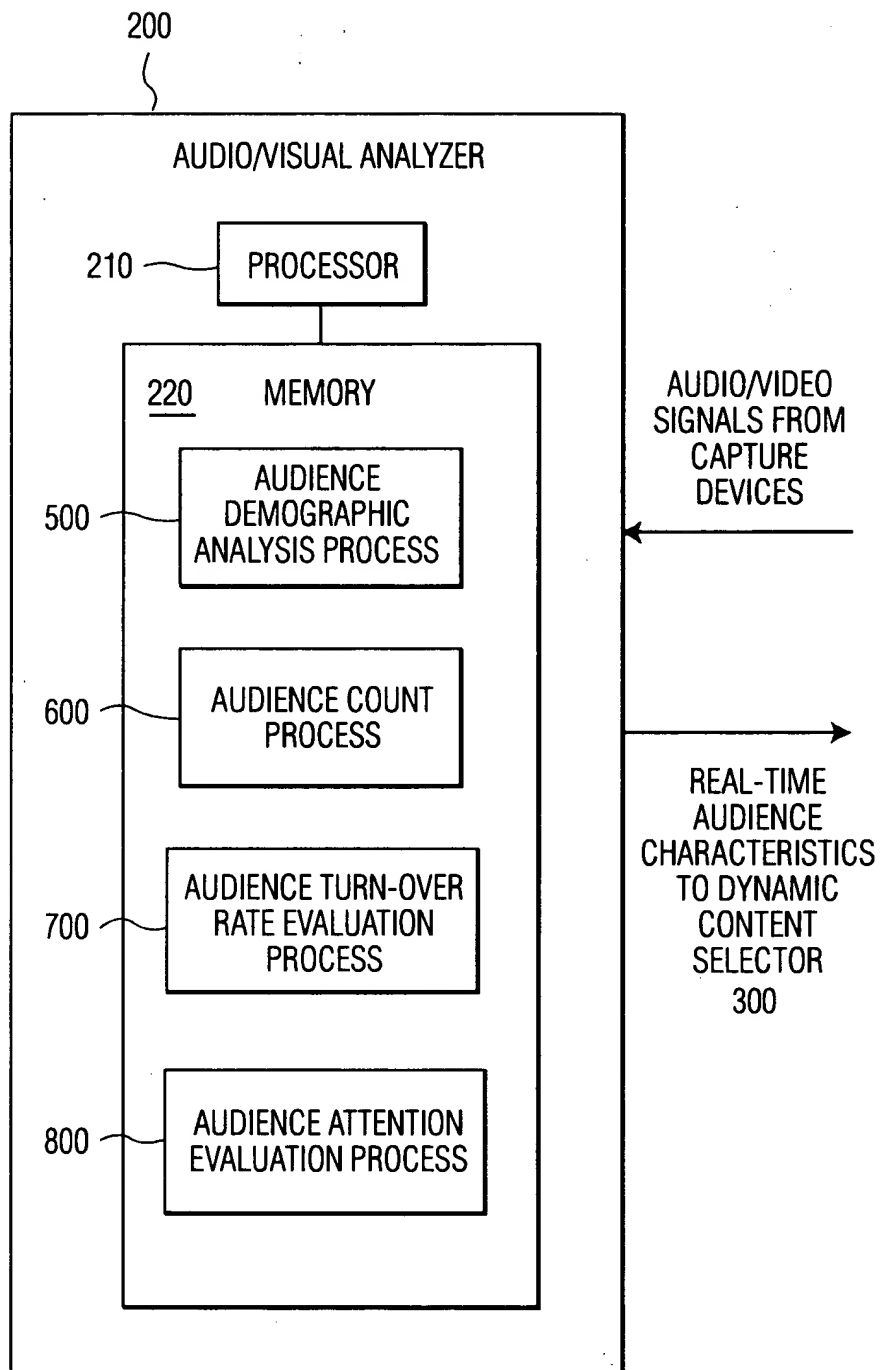 200
AUDIO/VISUAL ANALYZER
210
PROCESSOR
220 MEMORY
500
AUDIENCE
DEMOGRAPHIC
ANALYSIS PROCESS
600
AUDIENCE COUNT
PROCESS
700
AUDIENCE TURN-OVER
RATE EVALUATION
PROCESS
800
AUDIENCE ATTENTION
EVALUATION PROCESS
AUDIO/VIDEO
SIGNALS FROM
CAPTURE
DEVICES
REAL-TIME
AUDIENCE
CHARACTERISTICS
TO DYNAMIC
CONTENT
SELECTOR
300